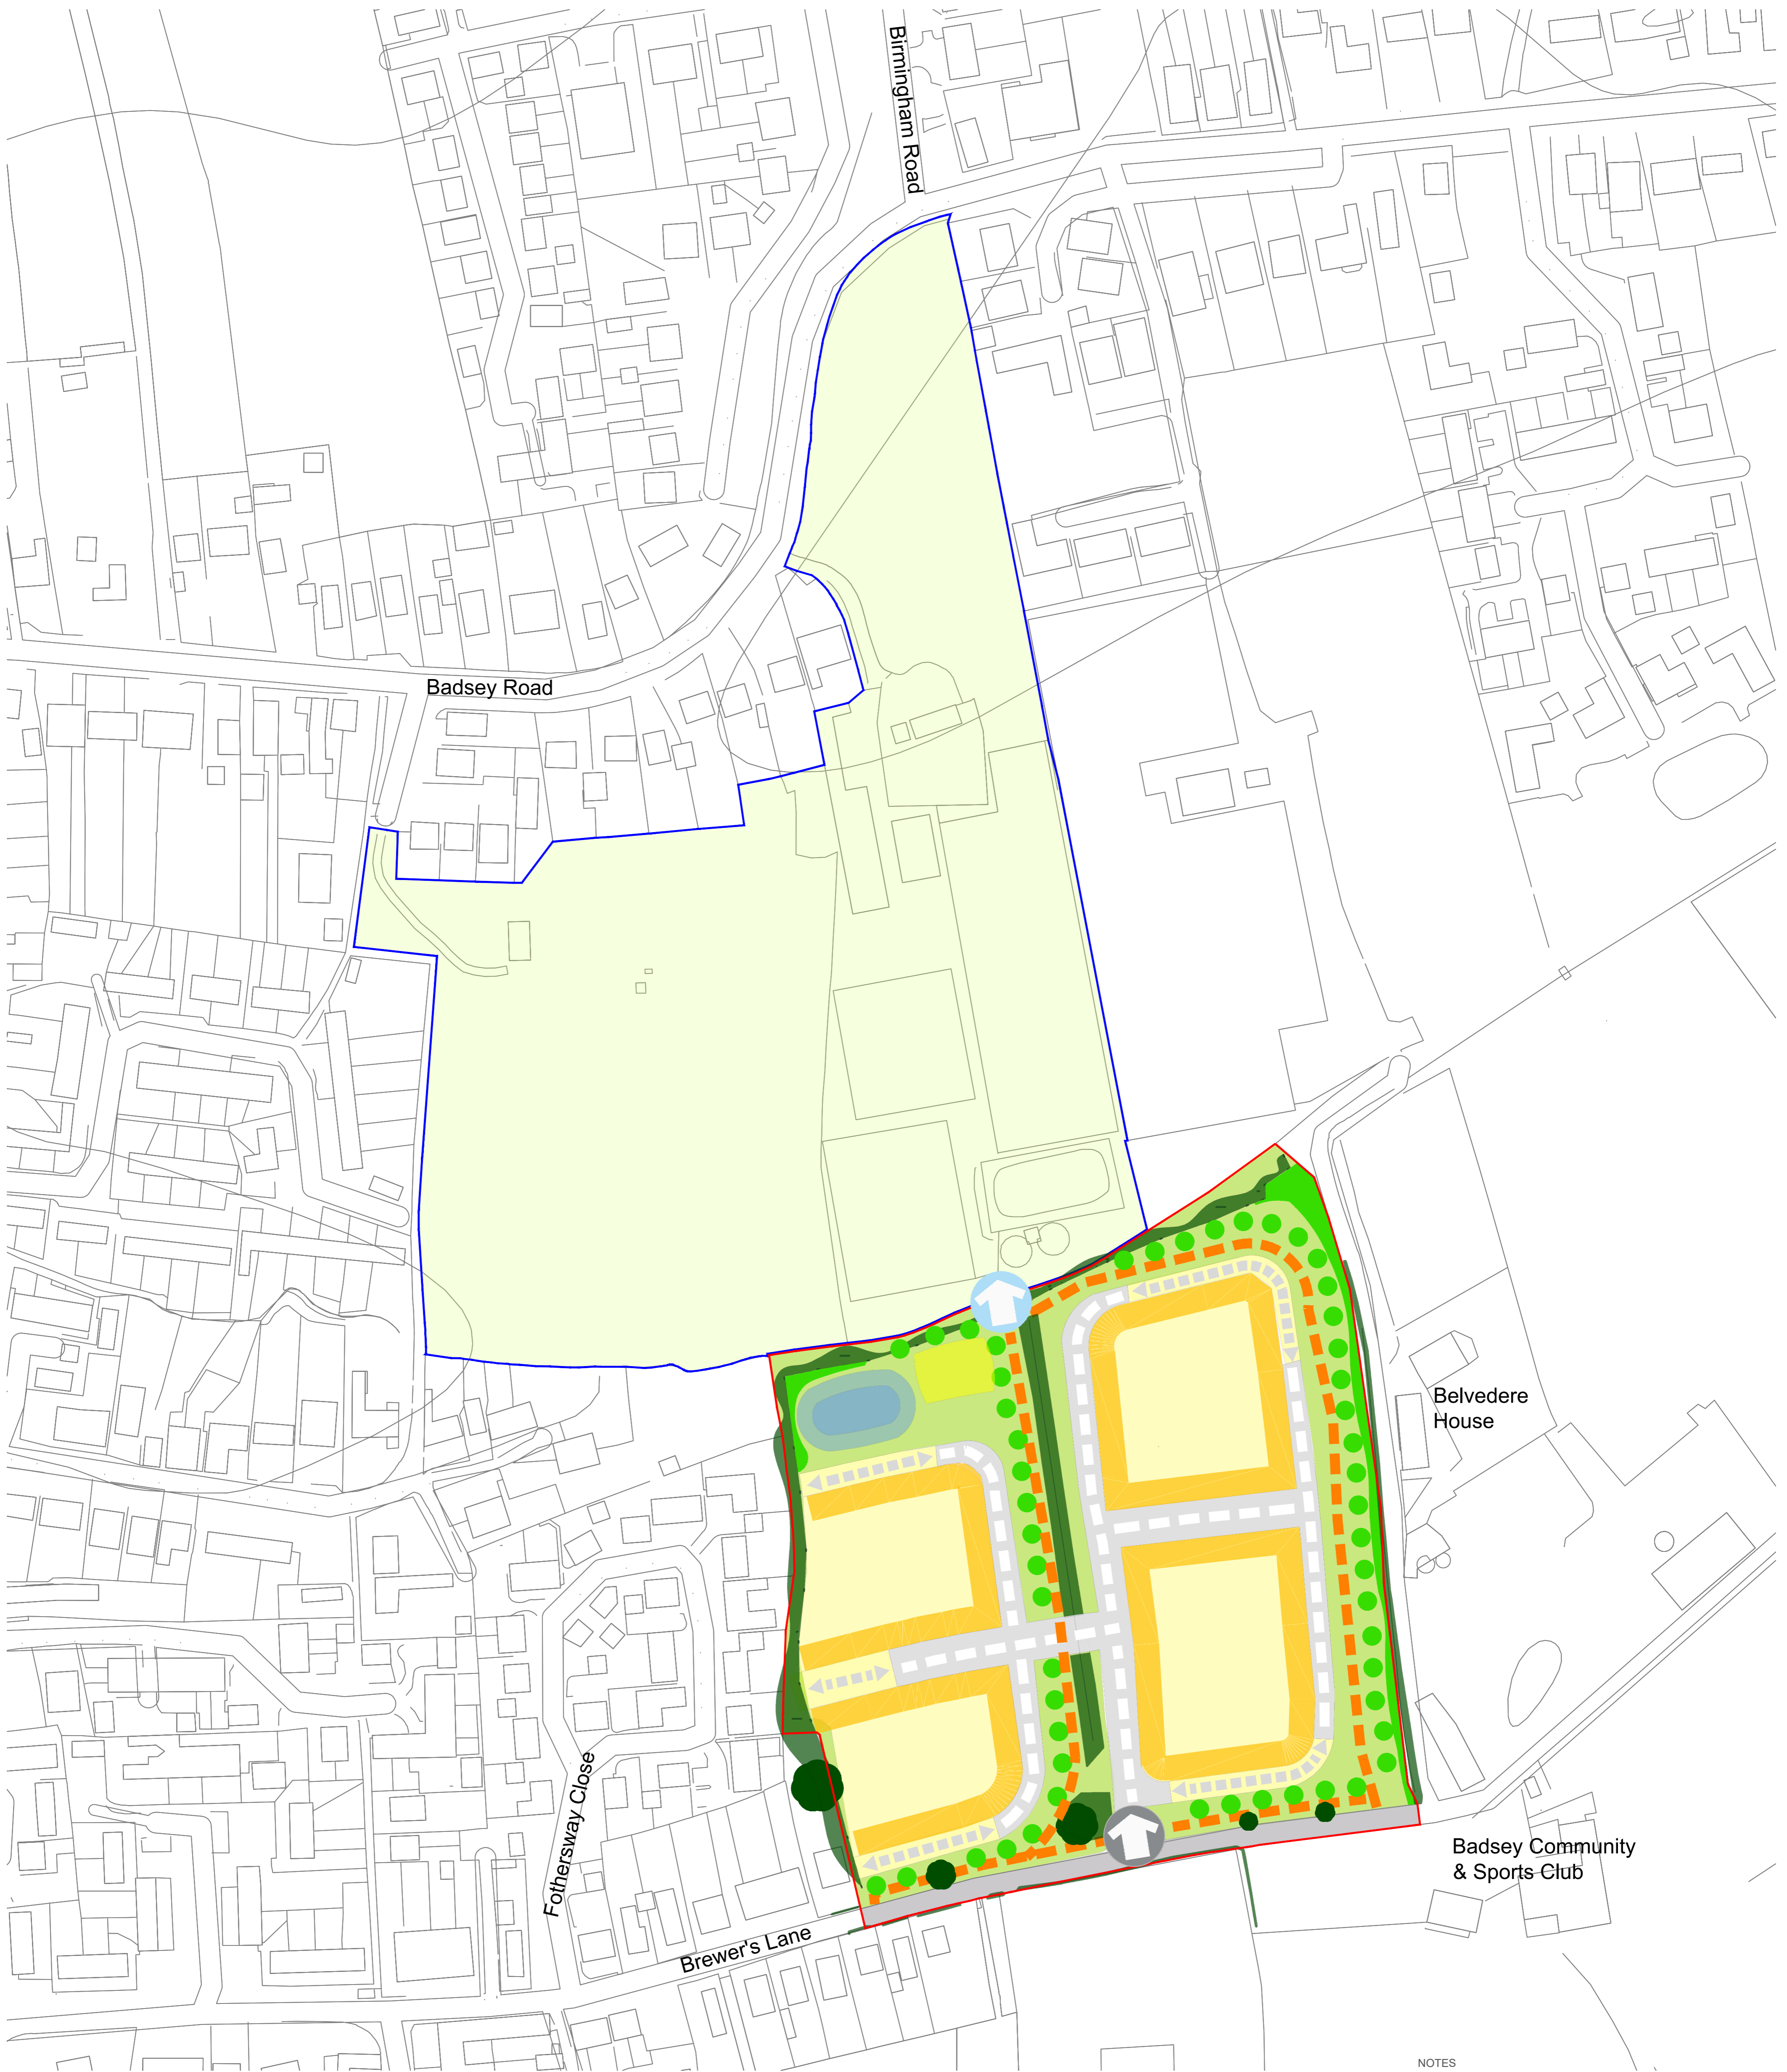 Birmingham Road
Badsey Road
Belvedere
House
Fothersway Close
Badsey Community
& Sports Club
Brewer's Lane
NOTES